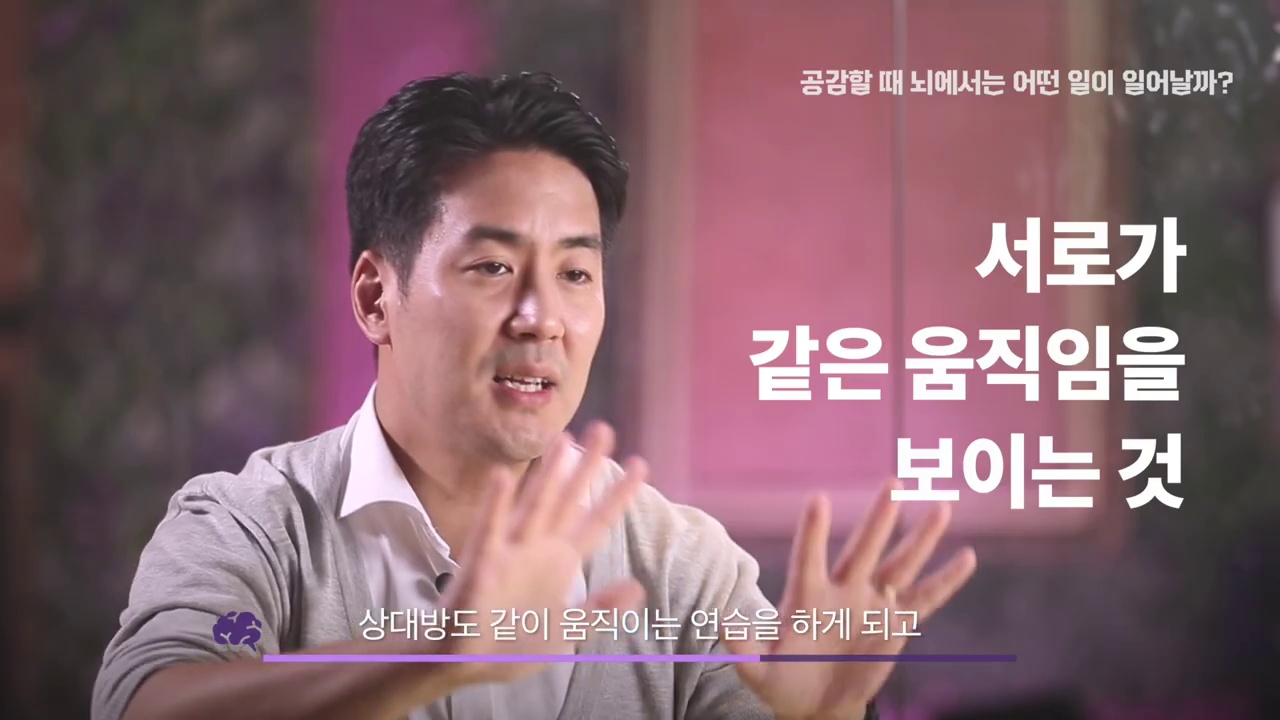 공감할 때 뇌에서는 어떤 일이 일어날까?
서로가
같은 움직임을
보이는 것
상대방도 같이 움직이는 연습을 하게 되고